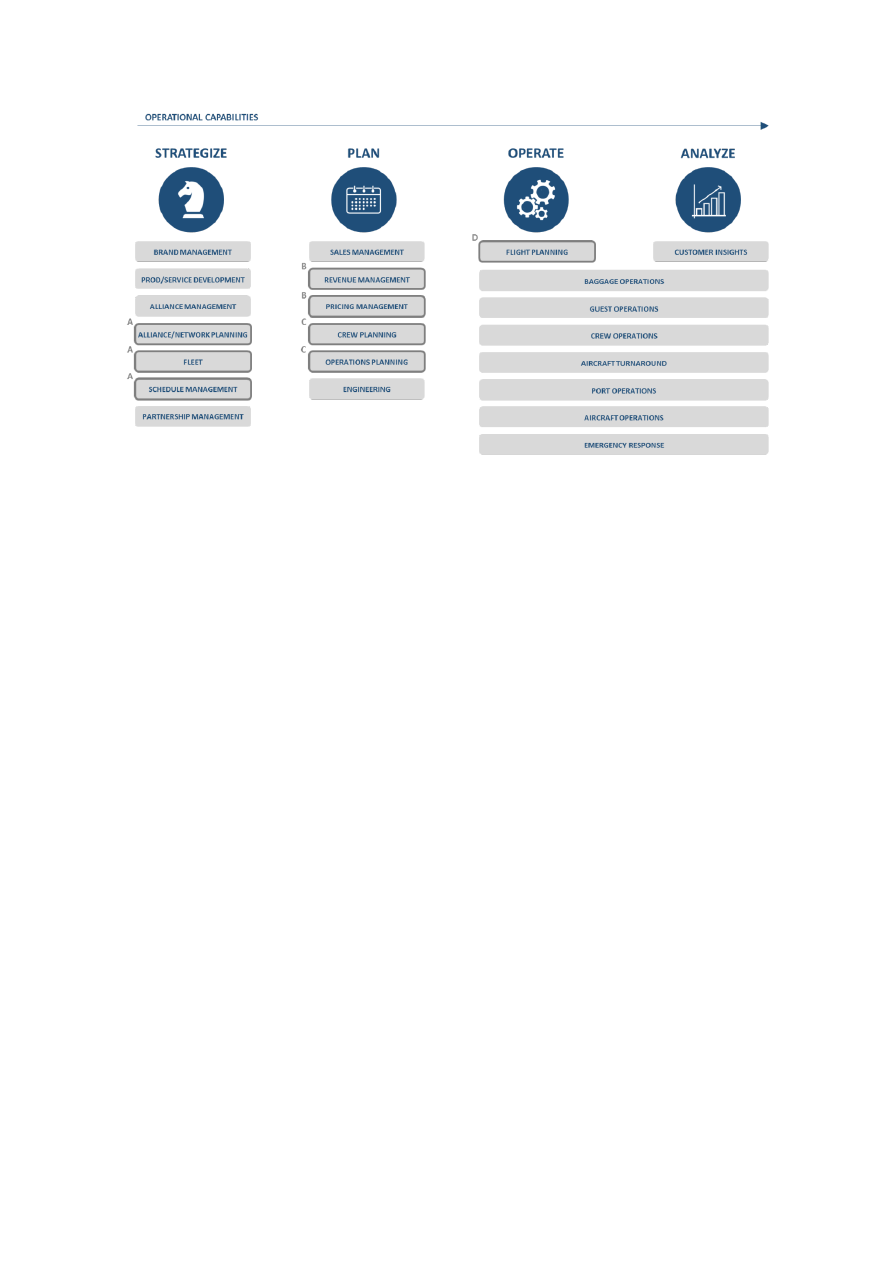 OPERATIONAL CAPABILITIES
STRATEGIZE
PLAN
OPERATE
ANALYZE
BRAND MANAGEMENT
PROD/SERVICE DEVELOPMENT
ALLIANCE MANAGEMENT
A
ALLIANCE/NETWORK PLANNING
A
FLEET
A
SCHEDULE MANAGEMENT
PARTNERSHIP MANAGEMENT
SALES MANAGEMENT
B
REVENUE MANAGEMENT
B
PRICING MANAGEMENT
C
CREW PLANNING
C
OPERATIONS PLANNING
ENGINEERING
D
FLIGHT PLANNING
CUSTOMER INSIGHTS
BAGGAGE OPERATIONS
GUEST OPERATIONS
CREW OPERATIONS
AIRCRAFT TURNAROUND
PORT OPERATIONS
AIRCRAFT OPERATIONS
EMERGENCY RESPONSE